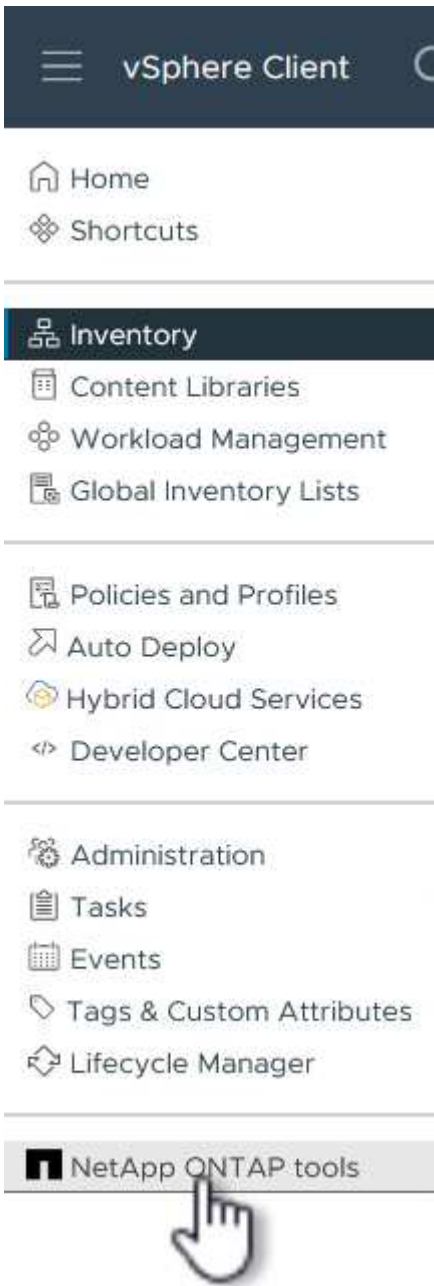 vSphere Client
Home
Shortcuts
Inventory
Content Libraries
Workload Management
Global Inventory Lists
Policies and Profiles
Auto Deploy
Hybrid Cloud Services
Developer Center
Administration
Tasks
Events
Tags & Custom Attributes
Lifecycle Manager
NetApp ONTAP tools